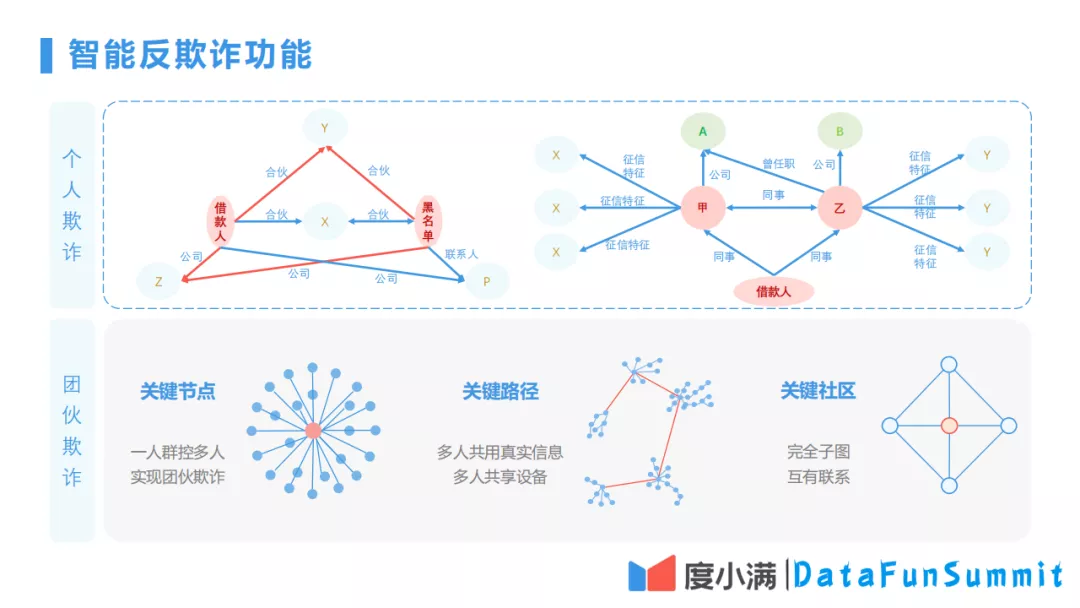 智能反欺诈功能
个人欺诈
Y
合伙
合伙
借款人
合伙
X
合伙
黑名单
公司
联系人
Z
公司
公司
P
A
B
X
征信
特征
公司
曾任职
公司
征信
特征
Y
X
征信特征
甲
同事
乙
征信
特征
Y
X
征信特征
同事
同事
征信
特征
Y
借款人
团伙欺诈
关键节点
一人群控多人
实现团伙欺诈
关键路径
多人共用真实信息
多人共享设备
关键社区
完全子图
互有联系
度小满 | DataFunSummit